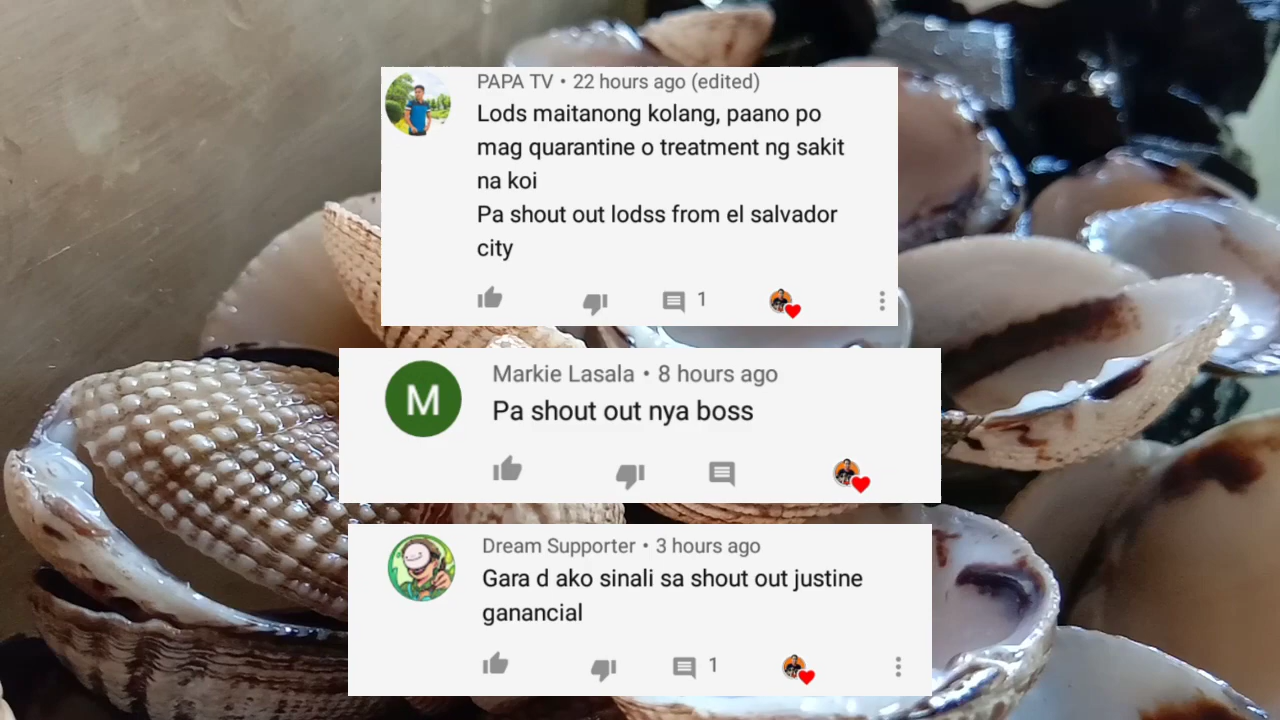 PAPA TV • 22 hours ago (edited)
Lods maitanong kolang, paano po
mag quarantine o treatment ng sakit
na koi
Pa shout out lodss from el salvador
city
1
Markie Lasala • 8 hours ago
M
Pa shout out nya boss
Dream Supporter • 3 hours ago
Gara d ako sinali sa shout out justine
ganancial
1